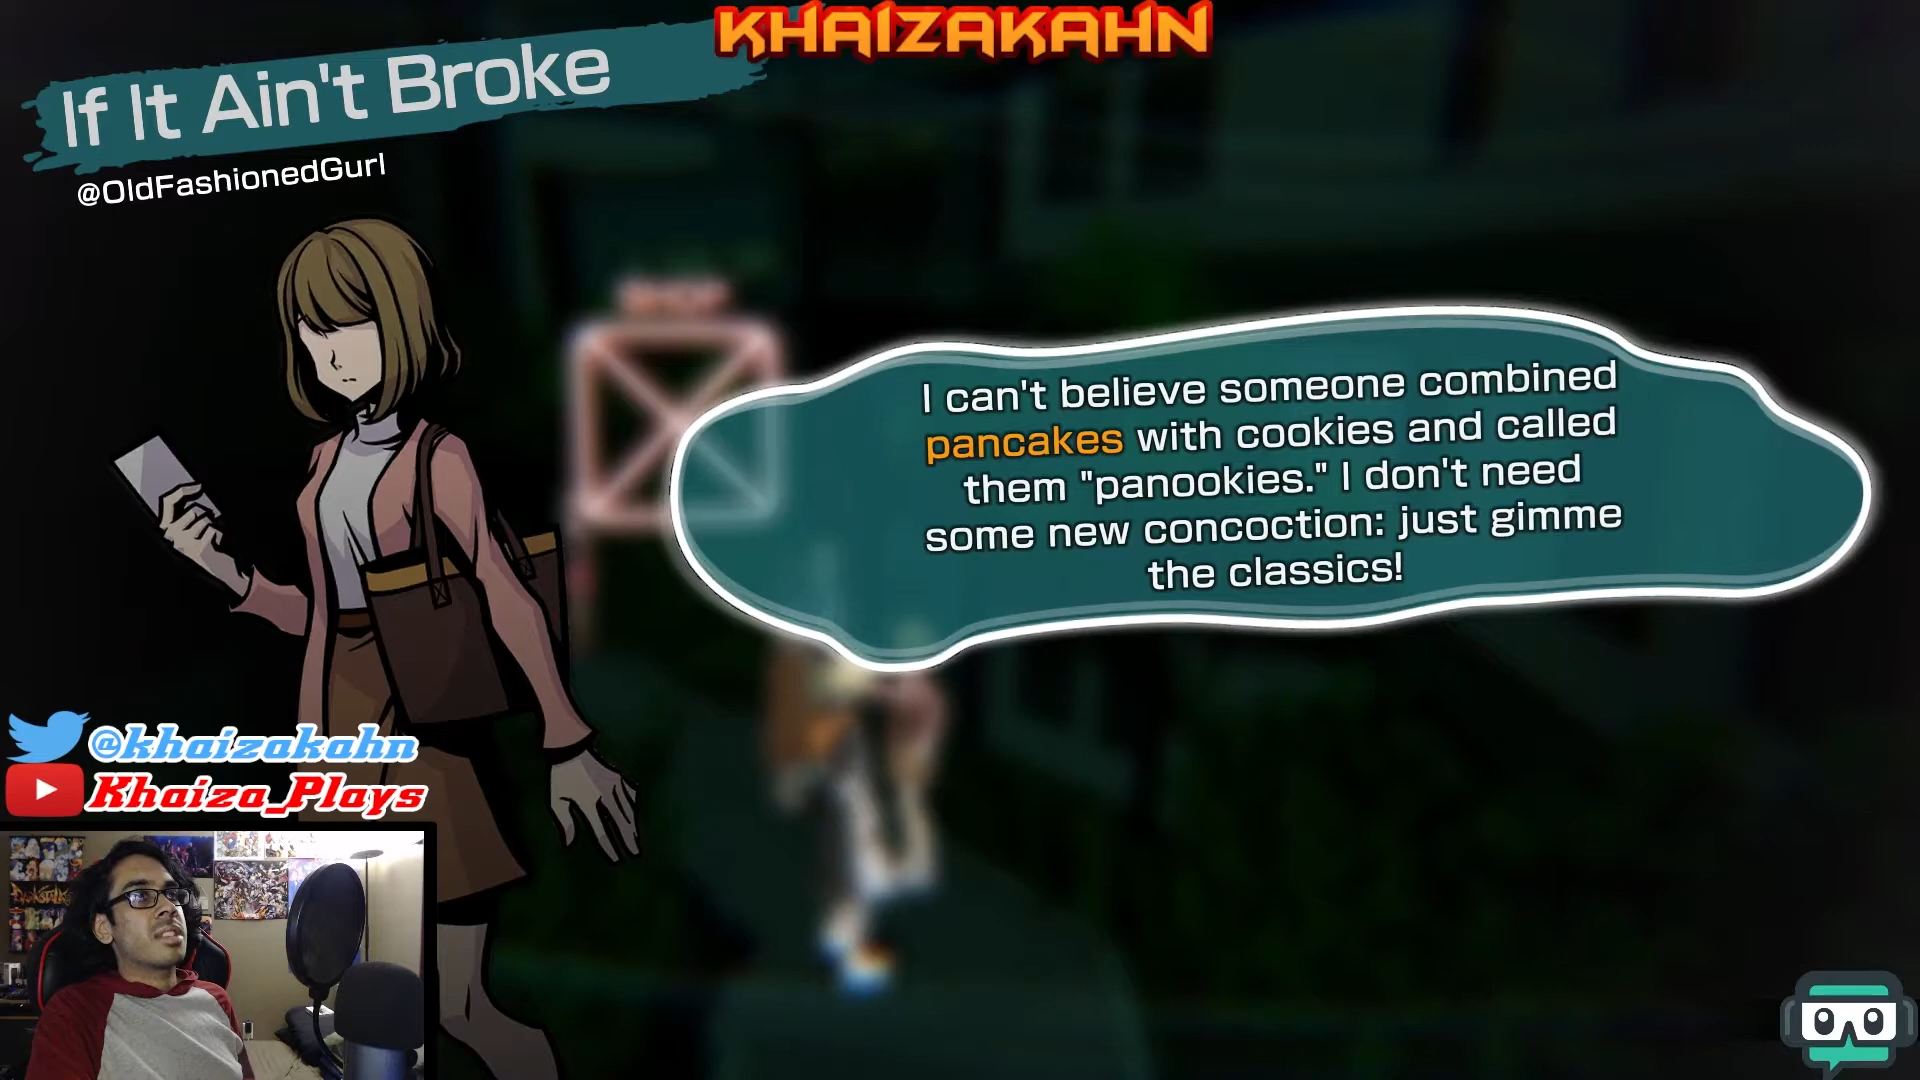 KHAIZAKAHN
If It Ain't Broke
@OldFashionedGurl
SHOP
I can't believe someone combined
pancakes with cookies and called
them "panookies." I don't need
some new concoction: just gimme
the classics!
@khaizakahn
Khaiza_Plays